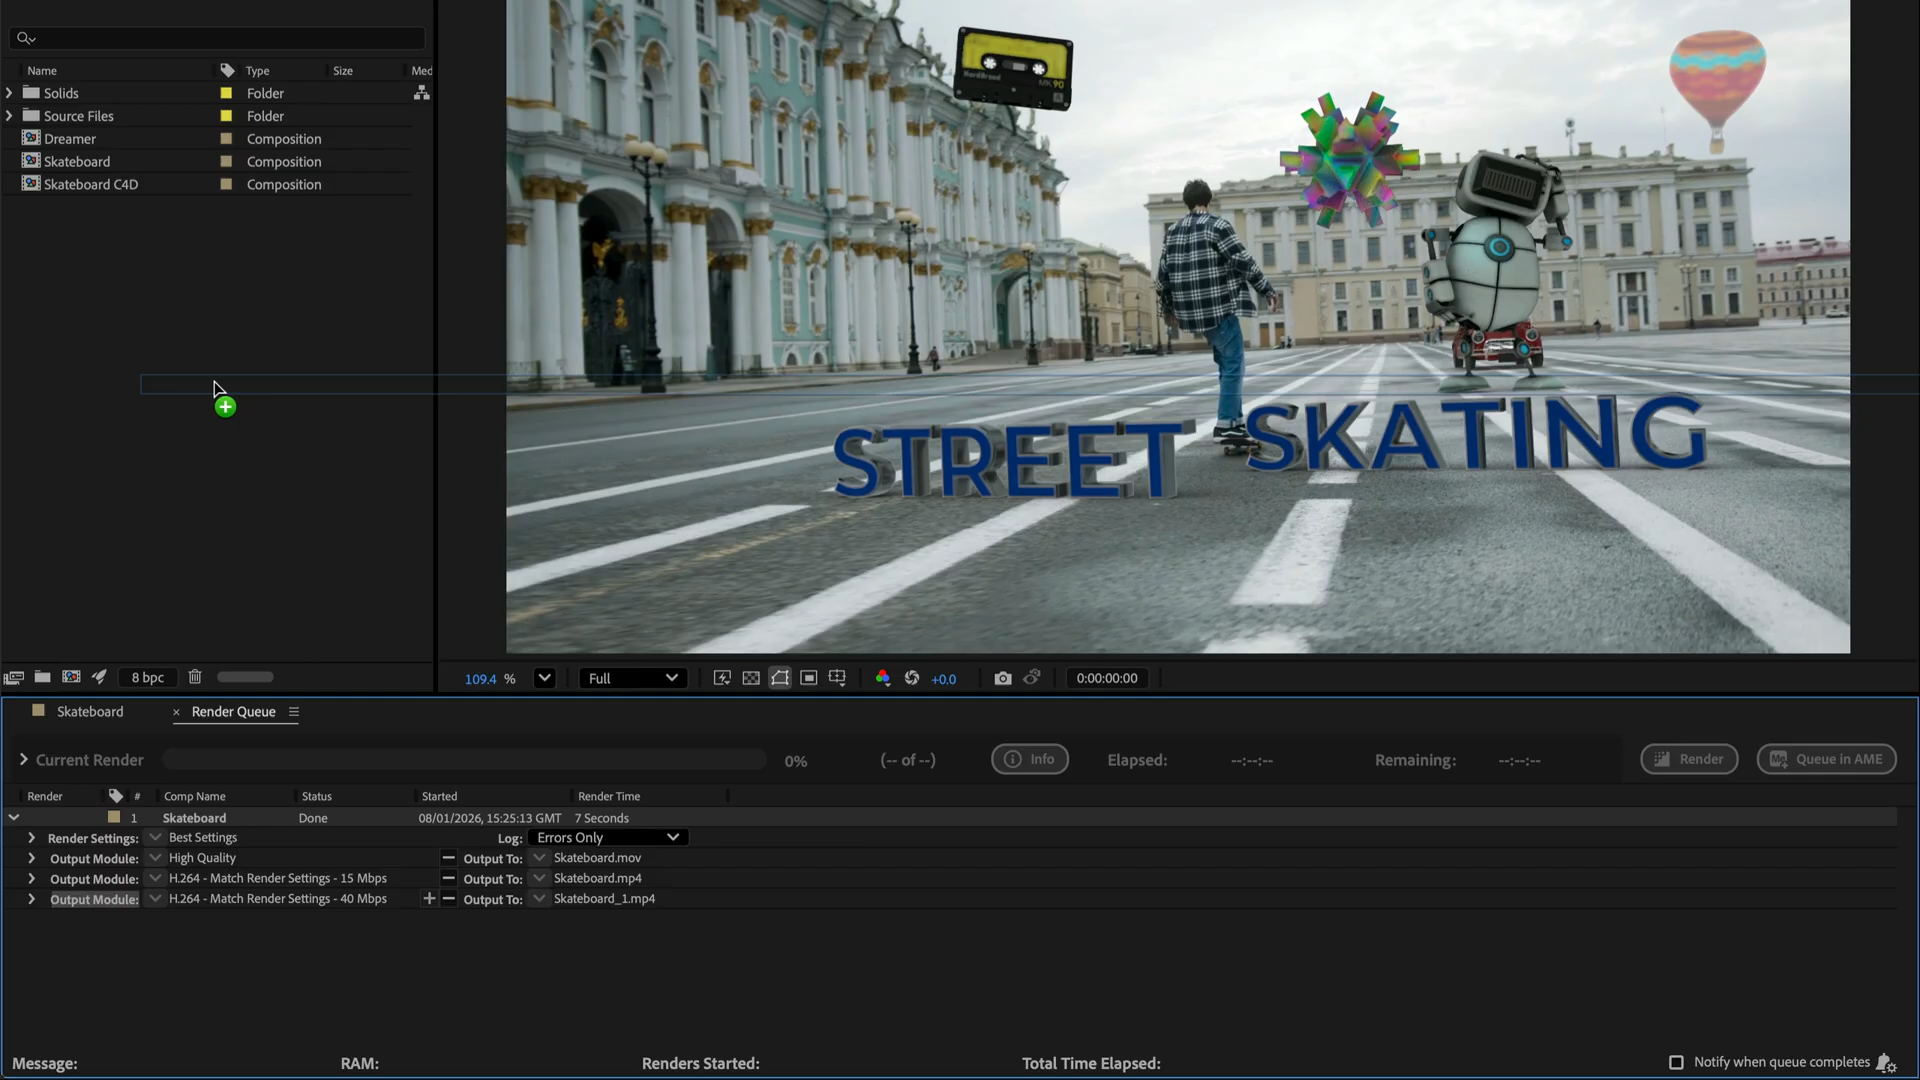 Name Type Size Med
Solids Folder
Source Files Folder
Dreamer Composition
Skateboard Composition
Skateboard C4D Composition
MK90
STREET SKATING
8 bpc
109.4 % Full +0.0 0:00:00:00
Skateboard × Render Queue
Current Render 0% (-- of --) Info Elapsed: --:--:-- Remaining: --:--:-- Render Queue in AME
Render # Comp Name Status Started Render Time
1 Skateboard Done 08/01/2026, 15:25:13 GMT 7 Seconds
Render Settings: Best Settings Log: Errors Only
Output Module: High Quality Output To: Skateboard.mov
Output Module: H.264 - Match Render Settings - 15 Mbps Output To: Skateboard.mp4
Output Module: H.264 - Match Render Settings - 40 Mbps Output To: Skateboard_1.mp4
Message: RAM: Renders Started: Total Time Elapsed: Notify when queue completes